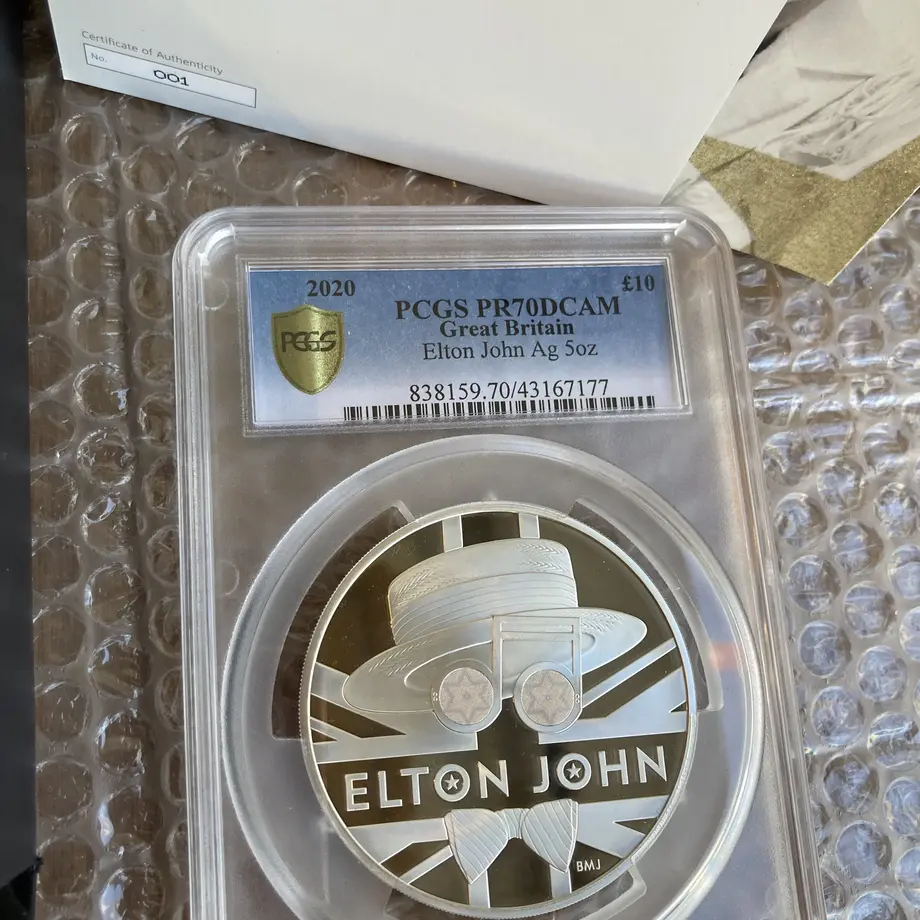 Certificate of Authenticity
No. 001
2020 £10
PCGS PR70DCAM
Great Britain
PCGS
Elton John Ag 5oz
838159.70/43167177
ELTON JOHN
BMJ